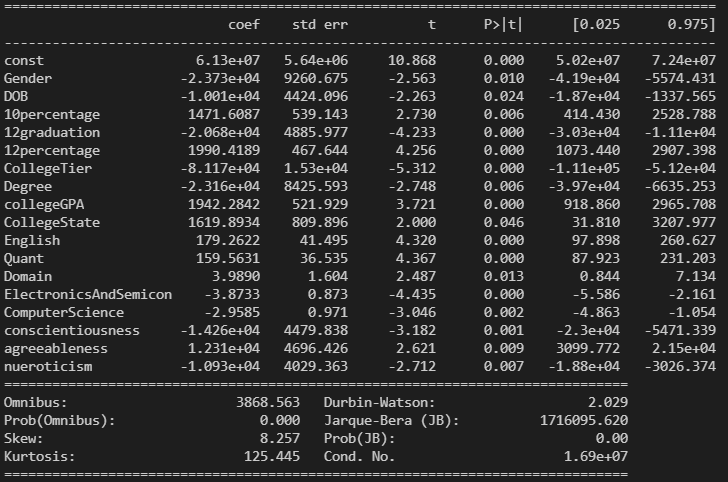 ==============================================================================================
coef std err t P>|t| [0.025 0.975]
----------------------------------------------------------------------------------------------
const 6.13e+07 5.64e+06 10.868 0.000 5.02e+07 7.24e+07
Gender -2.373e+04 9260.675 -2.563 0.010 -4.19e+04 -5574.431
DOB -1.001e+04 4424.096 -2.263 0.024 -1.87e+04 -1337.565
10percentage 1471.6087 539.143 2.730 0.006 414.430 2528.788
12graduation -2.068e+04 4885.977 -4.233 0.000 -3.03e+04 -1.11e+04
12percentage 1990.4189 467.644 4.256 0.000 1073.440 2907.398
CollegeTier -8.117e+04 1.53e+04 -5.312 0.000 -1.11e+05 -5.12e+04
Degree -2.316e+04 8425.593 -2.748 0.006 -3.97e+04 -6635.253
collegeGPA 1942.2842 521.929 3.721 0.000 918.860 2965.708
CollegeState 1619.8934 809.896 2.000 0.046 31.810 3207.977
English 179.2622 41.495 4.320 0.000 97.898 260.627
Quant 159.5631 36.535 4.367 0.000 87.923 231.203
Domain 3.9890 1.604 2.487 0.013 0.844 7.134
ElectronicsAndSemicon -3.8733 0.873 -4.435 0.000 -5.586 -2.161
ComputerScience -2.9585 0.971 -3.046 0.002 -4.863 -1.054
conscientiousness -1.426e+04 4479.838 -3.182 0.001 -2.3e+04 -5471.339
agreeableness 1.231e+04 4696.426 2.621 0.009 3099.772 2.15e+04
nueroticism -1.093e+04 4029.363 -2.712 0.007 -1.88e+04 -3026.374
==============================================================================
Omnibus: 3868.563 Durbin-Watson: 2.029
Prob(Omnibus): 0.000 Jarque-Bera (JB): 1716095.620
Skew: 8.257 Prob(JB): 0.00
Kurtosis: 125.445 Cond. No. 1.69e+07
==============================================================================